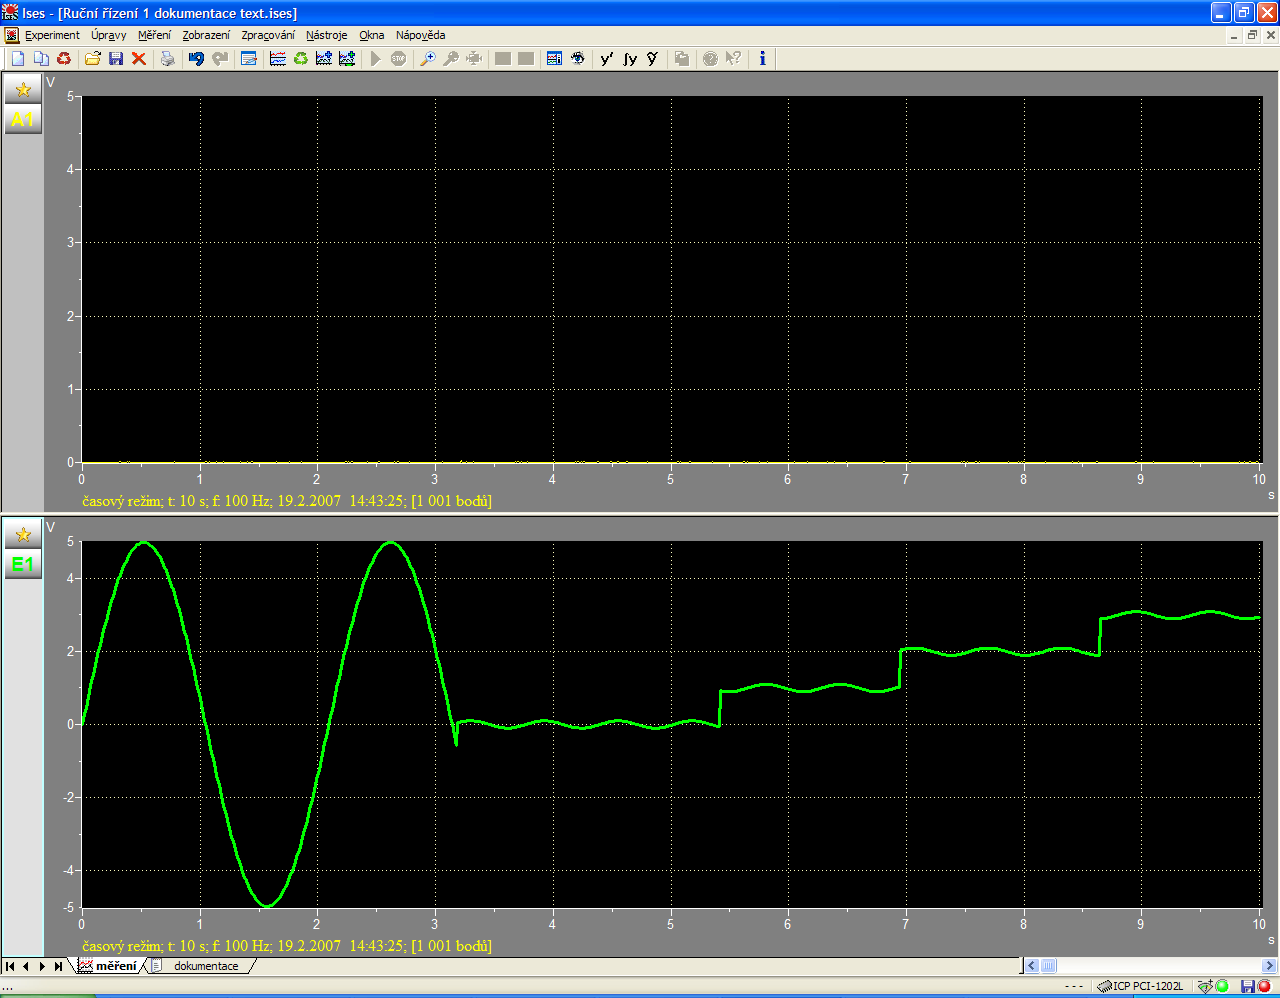 Ises - [Ruční řízení 1 dokumentace text.ises]
Experiment Úpravy Měření Zobrazení Zpracování Nástroje Okna Nápověda
STOP y′ ∫y ỹ i
V
A1
5
4
3
2
1
0
0 1 2 3 4 5 6 7 8 9 10
s
časový režim; t: 10 s; f: 100 Hz; 19.2.2007 14:43:25; [1 001 bodů]
V
E1
5
4
2
0
-2
-4
-5
0 1 2 3 4 5 6 7 8 9 10
s
časový režim; t: 10 s; f: 100 Hz; 19.2.2007 14:43:25; [1 001 bodů]
měření dokumentace
... - - - ICP PCI-1202L